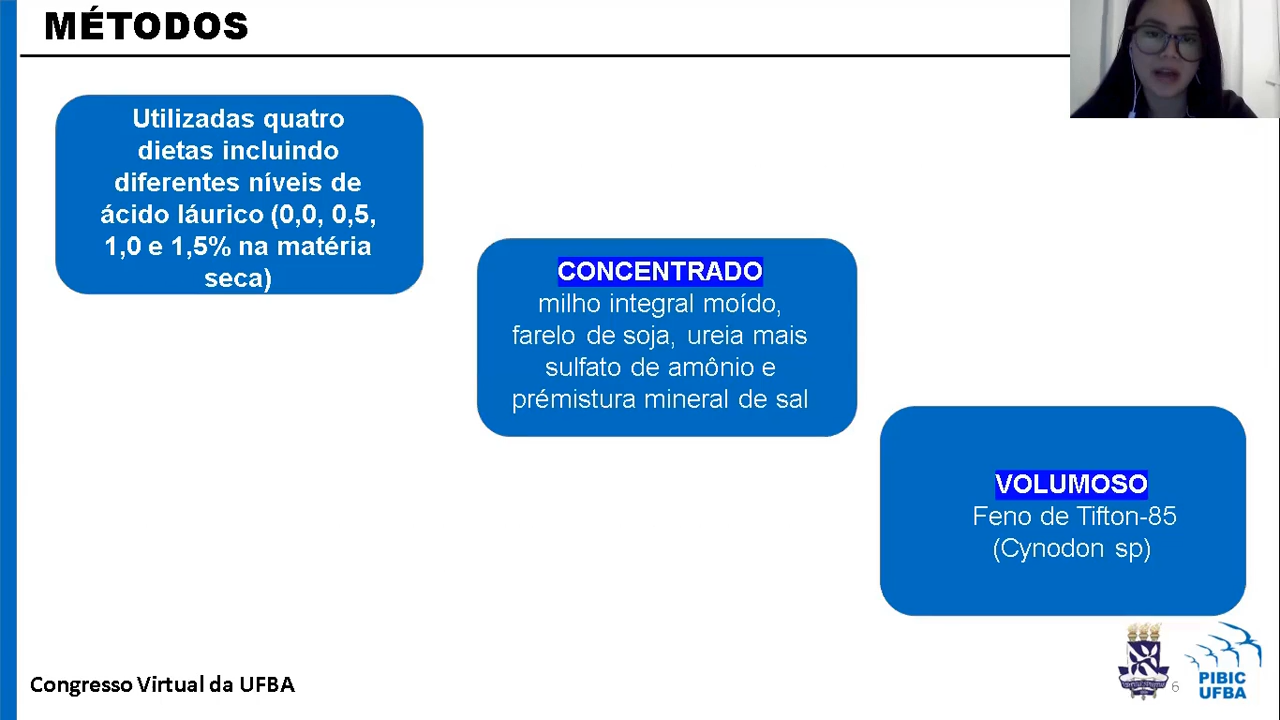 MÉTODOS
Utilizadas quatro
dietas incluindo
diferentes níveis de
ácido láurico (0,0, 0,5,
1,0 e 1,5% na matéria
seca)
CONCENTRADO
milho integral moído,
farelo de soja, ureia mais
sulfato de amônio e
prémistura mineral de sal
VOLUMOSO
Feno de Tifton-85
(Cynodon sp)
Congresso Virtual da UFBA
6
PIBIC
UFBA